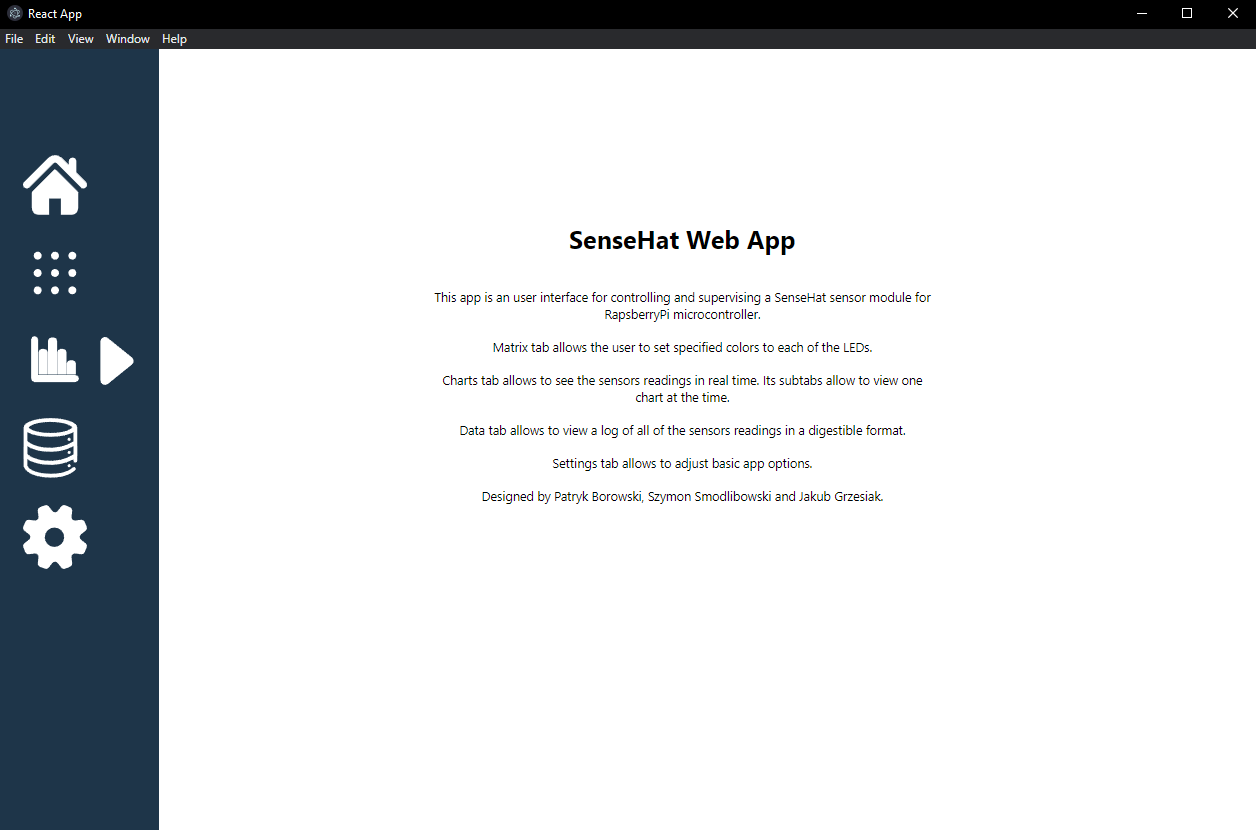 React App
File Edit View Window Help
SenseHat Web App
This app is an user interface for controlling and supervising a SenseHat sensor module for
RapsberryPi microcontroller.
Matrix tab allows the user to set specified colors to each of the LEDs.
Charts tab allows to see the sensors readings in real time. Its subtabs allow to view one
chart at the time.
Data tab allows to view a log of all of the sensors readings in a digestible format.
Settings tab allows to adjust basic app options.
Designed by Patryk Borowski, Szymon Smodlibowski and Jakub Grzesiak.